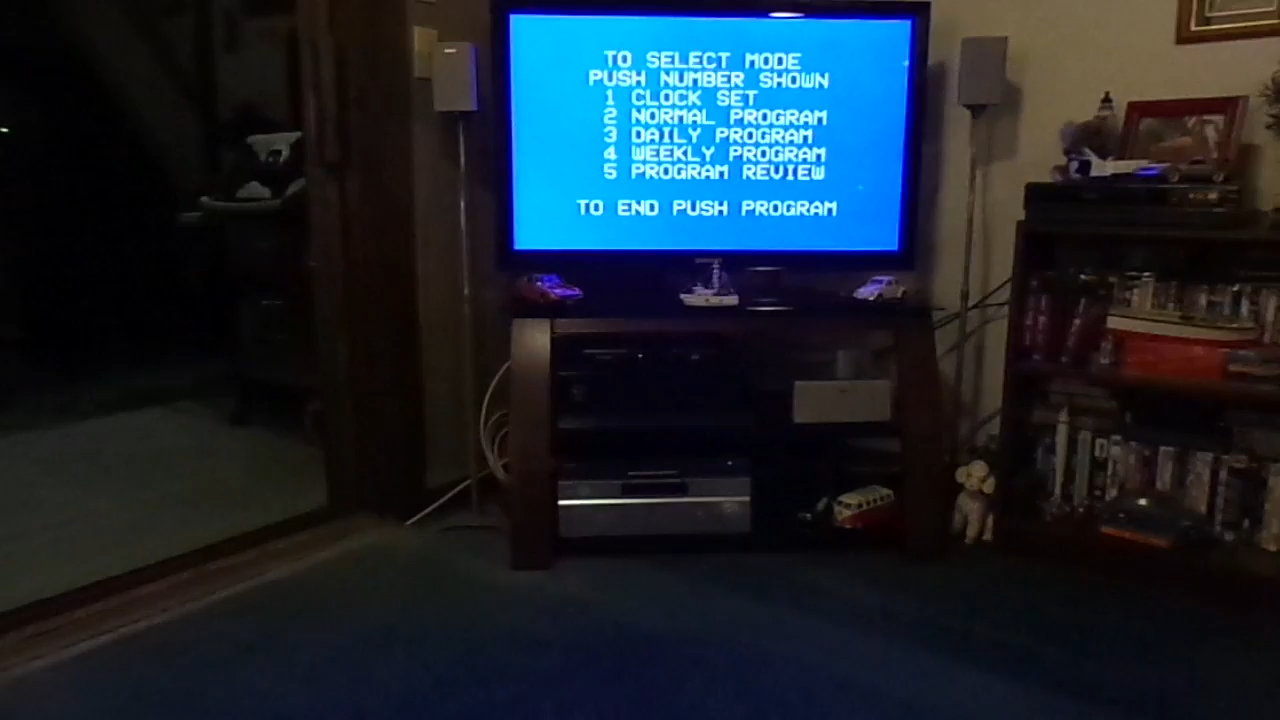 TO SELECT MODE
PUSH NUMBER SHOWN
1 CLOCK SET
2 NORMAL PROGRAM
3 DAILY PROGRAM
4 WEEKLY PROGRAM
5 PROGRAM REVIEW
TO END PUSH PROGRAM